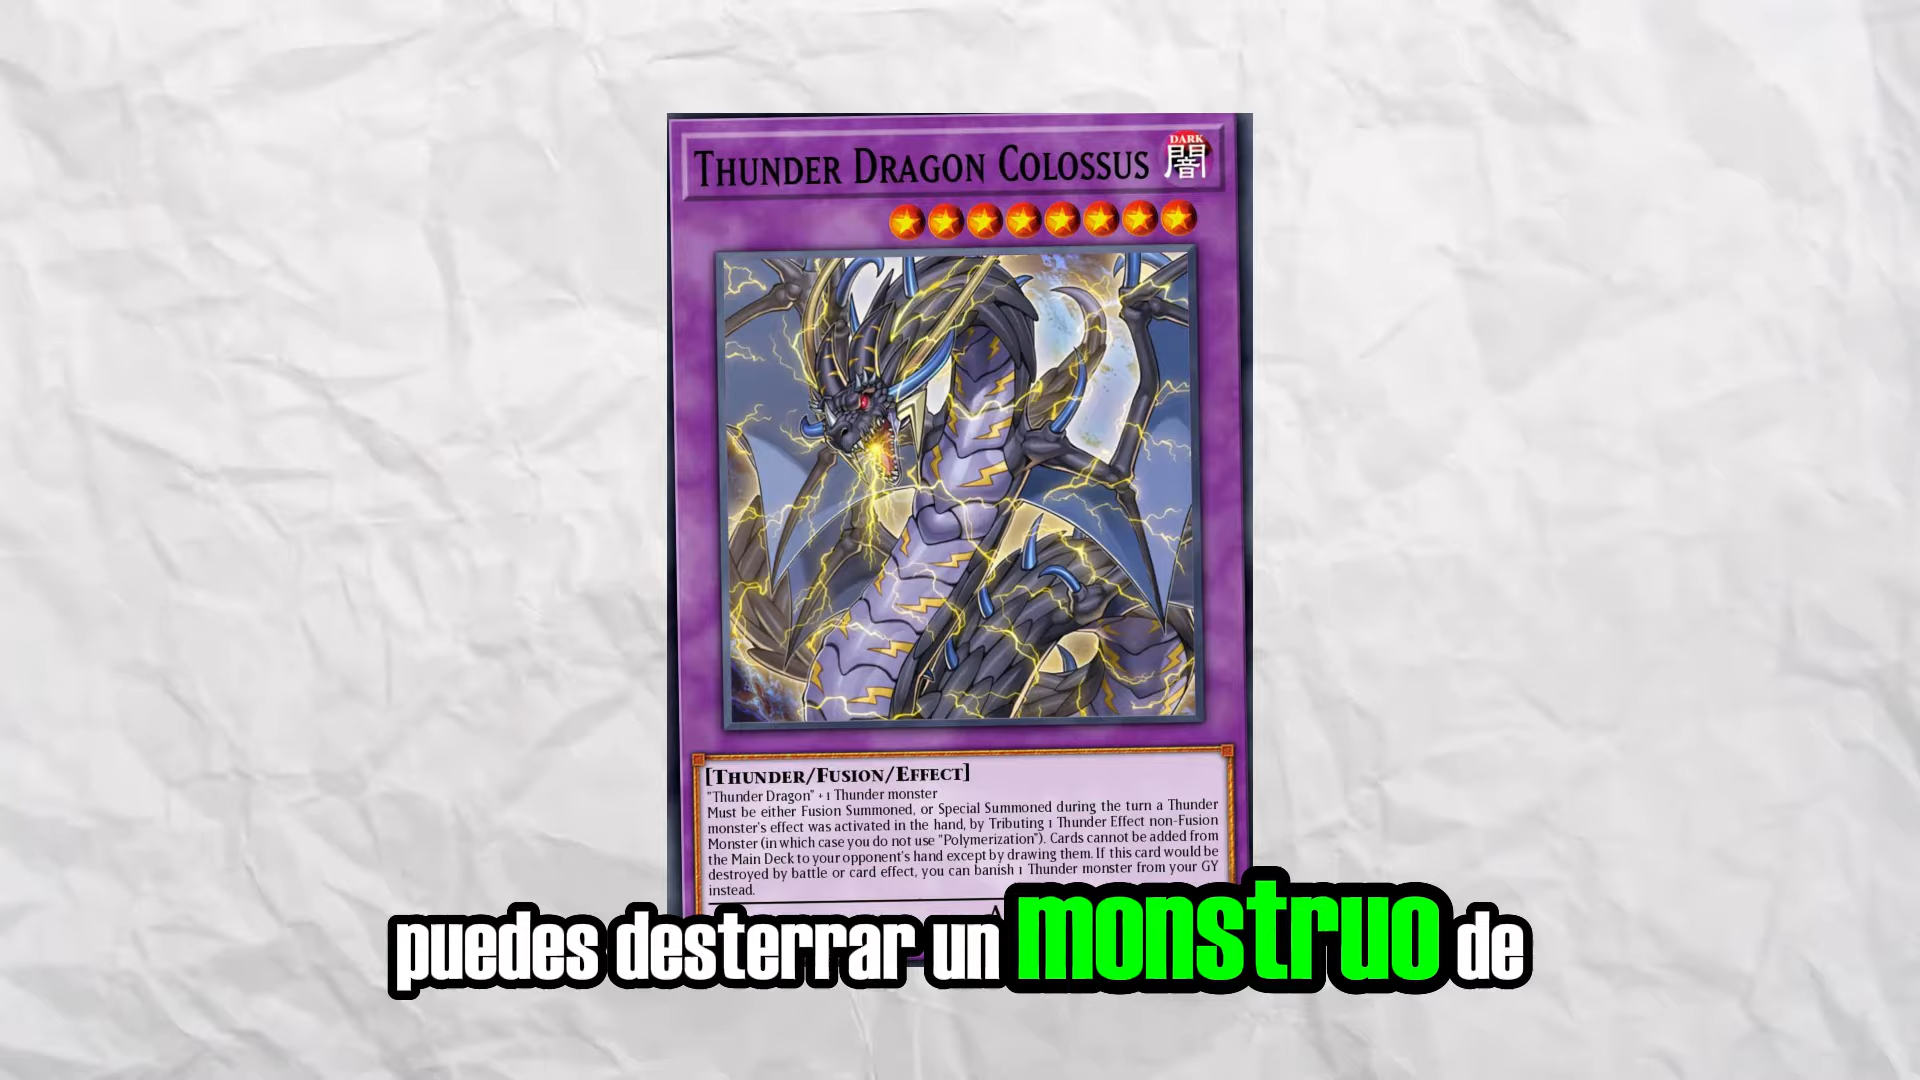 THUNDER DRAGON COLOSSUS
DARK
闇
[THUNDER/FUSION/EFFECT]
"Thunder Dragon" + 1 Thunder monster
Must be either Fusion Summoned, or Special Summoned during the turn a Thunder
monster's effect was activated in the hand, by Tributing 1 Thunder Effect non-Fusion
Monster (in which case you do not use "Polymerization"). Cards cannot be added from
the Main Deck to your opponent's hand except by drawing them. If this card would be
destroyed by battle or card effect, you can banish 1 Thunder monster from your GY
instead.
puedes desterrar un monstruo de